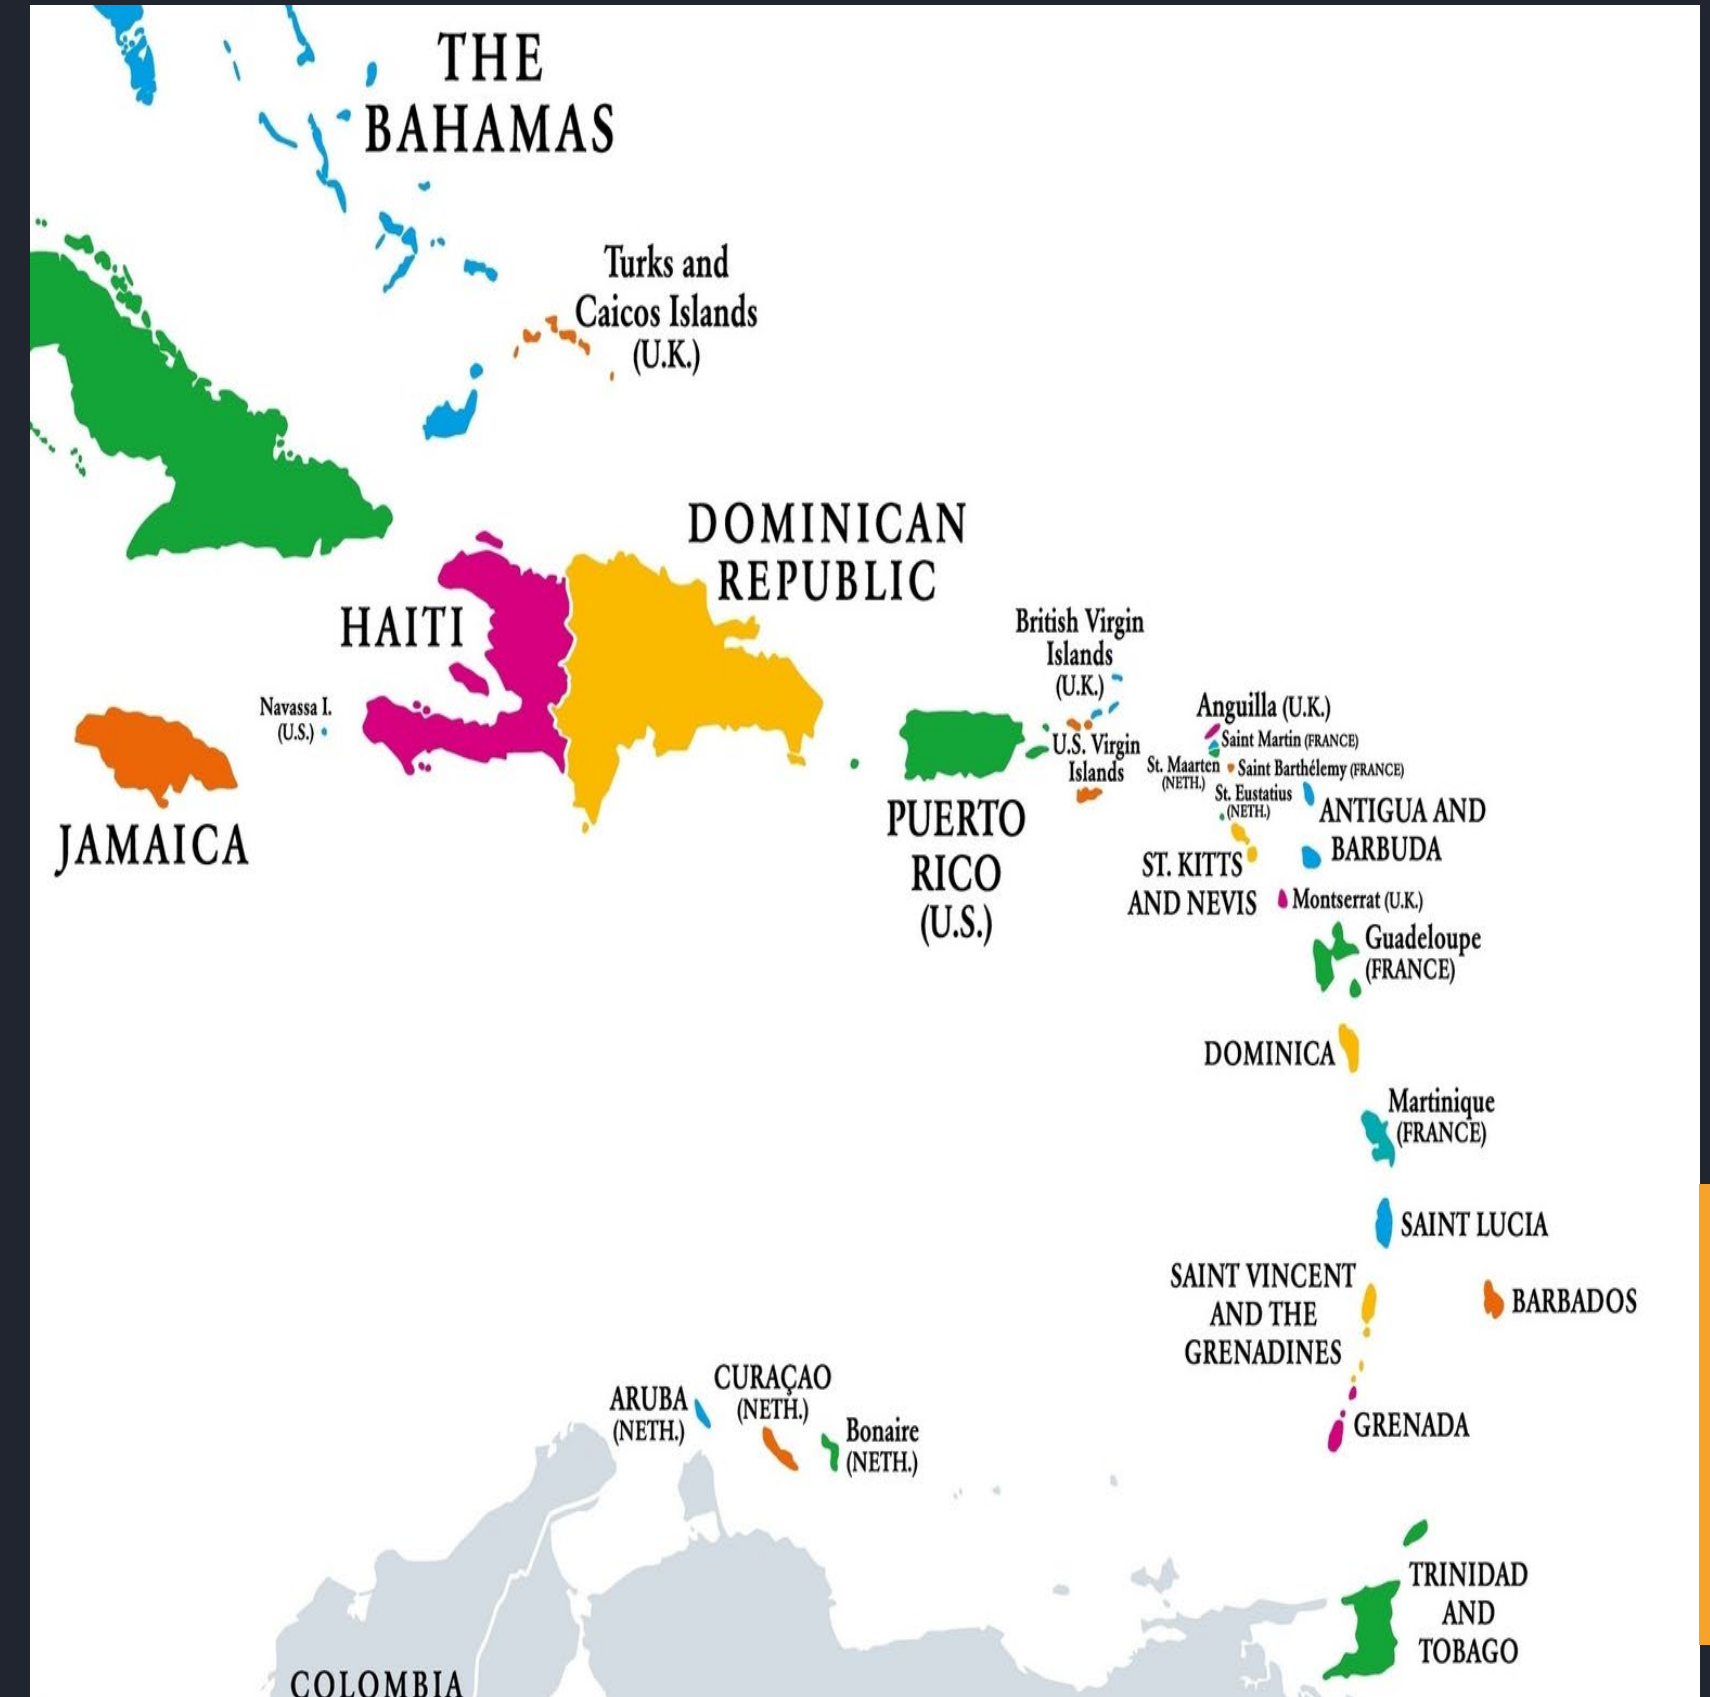 THE
BAHAMAS
Turks and
Caicos Islands
(U.K.)
DOMINICAN
REPUBLIC
HAITI
Navassa I.
(U.S.)
JAMAICA
British Virgin
Islands
(U.K.)
U.S. Virgin
Islands
PUERTO
RICO
(U.S.)
Anguilla (U.K.)
Saint Martin (FRANCE)
St. Maarten
(NETH.)
Saint Barthélemy (FRANCE)
St. Eustatius
(NETH.)
ANTIGUA AND
BARBUDA
ST. KITTS
AND NEVIS
Montserrat (U.K.)
Guadeloupe
(FRANCE)
DOMINICA
Martinique
(FRANCE)
SAINT LUCIA
SAINT VINCENT
AND THE
GRENADINES
BARBADOS
GRENADA
ARUBA
(NETH.)
CURAÇAO
(NETH.)
Bonaire
(NETH.)
TRINIDAD
AND
TOBAGO
COLOMBIA